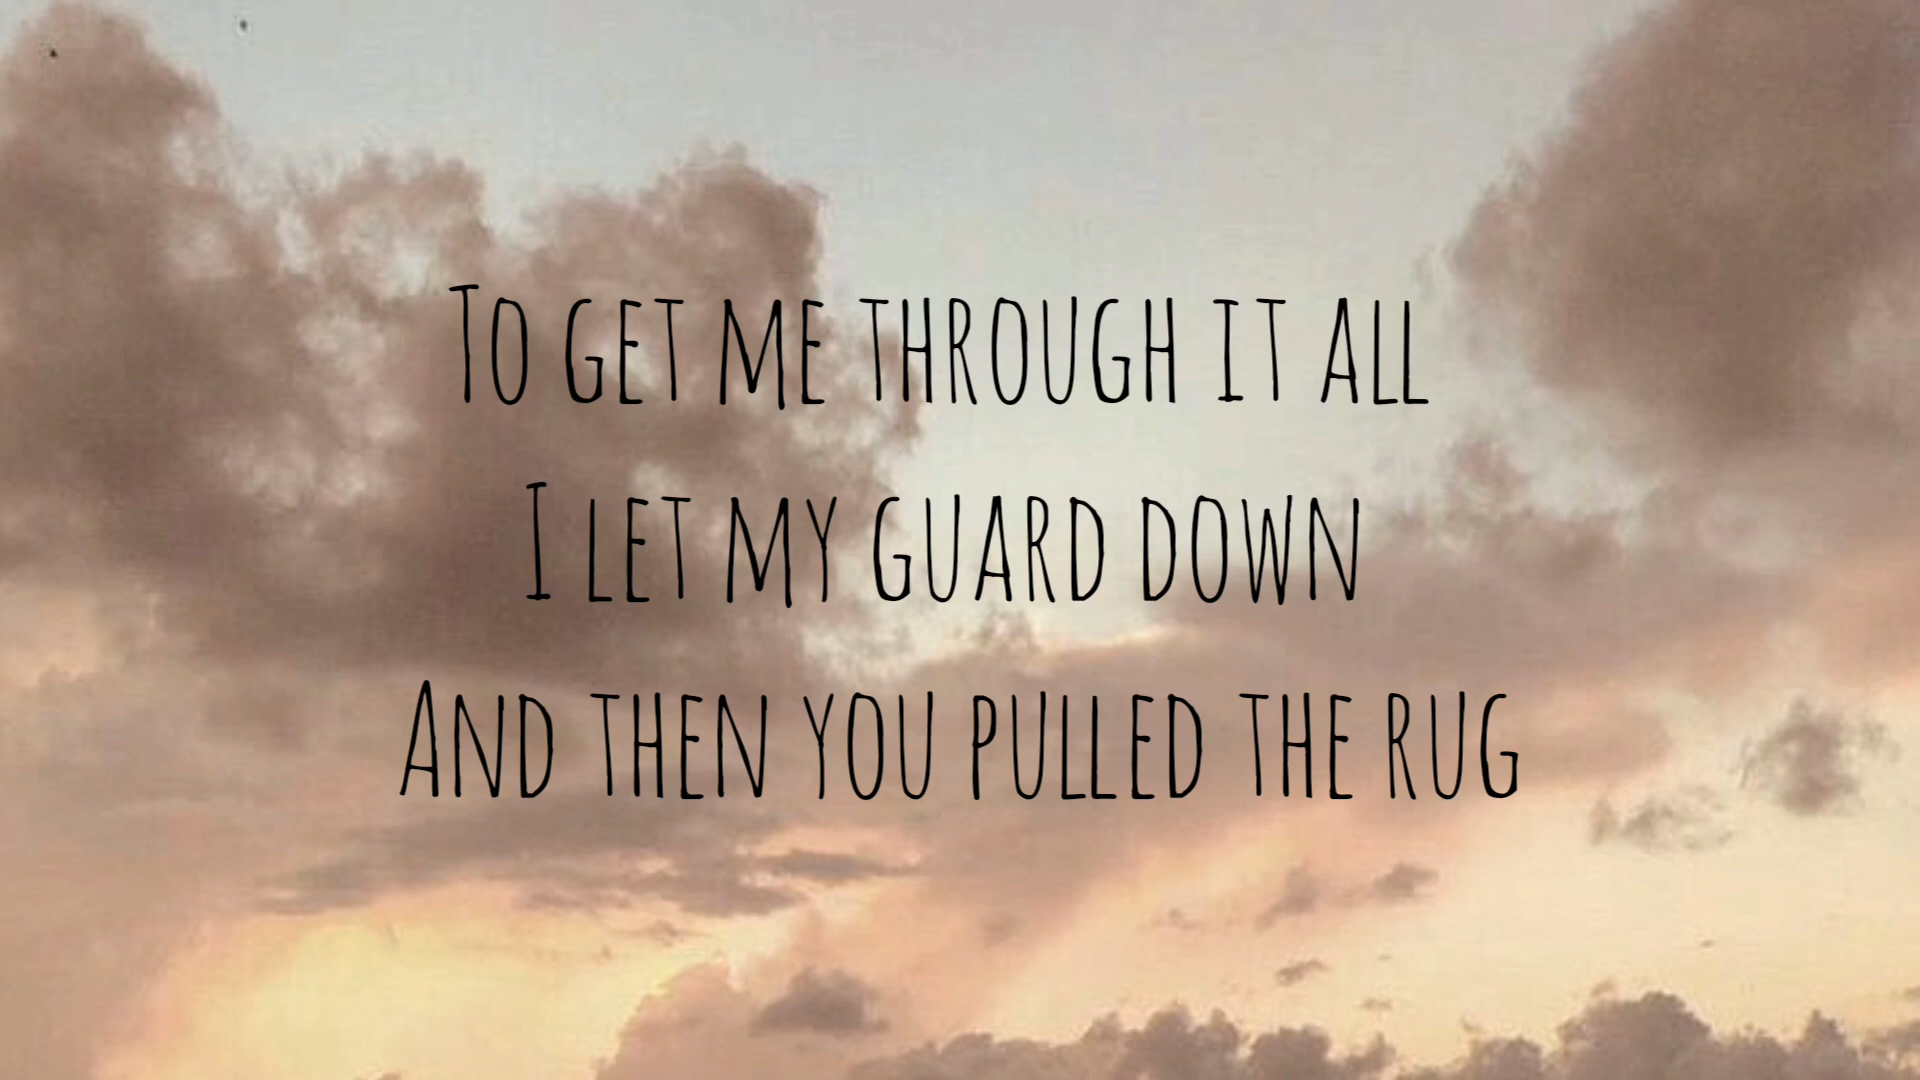 To get me through it all
I let my guard down
And then you pulled the rug